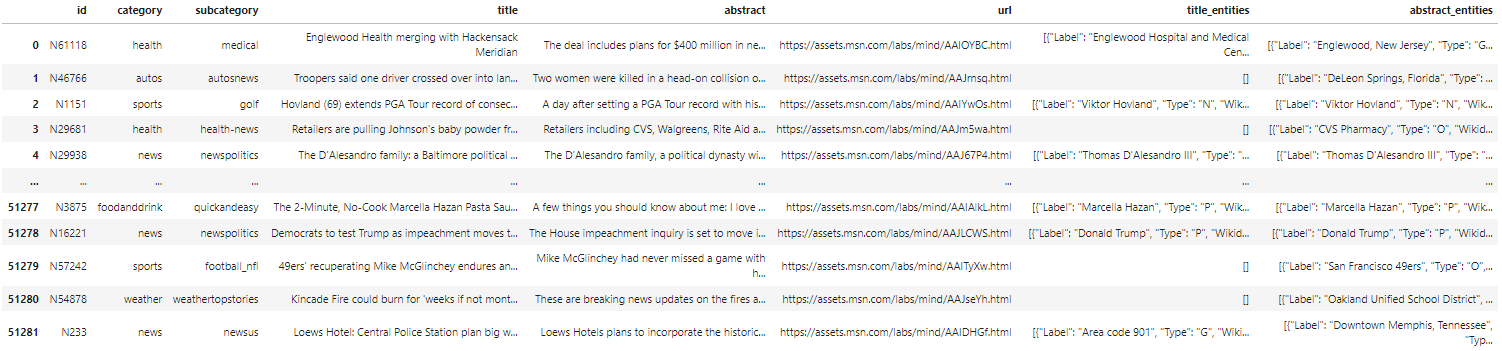 id category subcategory title abstract url title_entities abstract_entities
Englewood Health merging with Hackensack
Meridian
0 N61118 health medical The deal includes plans for $400 million in ne... https://assets.msn.com/labs/mind/AAIOYBC.html
[{"Label": "Englewood Hospital and Medical
Cen...
[{"Label": "Englewood, New Jersey", "Type": "G...
1 N46766 autos autosnews Troopers said one driver crossed over into lan... Two women were killed in a head-on collision o... https://assets.msn.com/labs/mind/AAJrnsq.html [] [{"Label": "DeLeon Springs, Florida", "Type": ...
2 N1151 sports golf Hovland (69) extends PGA Tour record of consec... A day after setting a PGA Tour record with his... https://assets.msn.com/labs/mind/AAIYwOs.html [{"Label": "Viktor Hovland", "Type": "N", "Wik... [{"Label": "Viktor Hovland", "Type": "N", "Wik...
3 N29681 health health-news Retailers are pulling Johnson's baby powder fr... Retailers including CVS, Walgreens, Rite Aid a... https://assets.msn.com/labs/mind/AAJm5wa.html [] [{"Label": "CVS Pharmacy", "Type": "O", "Wikid...
4 N29938 news newspolitics The D'Alesandro family: a Baltimore political ... The D'Alesandro family, a political dynasty wi... https://assets.msn.com/labs/mind/AAJ67P4.html [{"Label": "Thomas D'Alesandro III", "Type": "... [{"Label": "Thomas D'Alesandro III", "Type": "...
... ... ... ... ... ... ... ... ...
51277 N3875 foodanddrink quickandeasy The 2-Minute, No-Cook Marcella Hazan Pasta Sau... A few things you should know about me: I love ... https://assets.msn.com/labs/mind/AAIAlkL.html [{"Label": "Marcella Hazan", "Type": "P", "Wik... [{"Label": "Marcella Hazan", "Type": "P", "Wik...
51278 N16221 news newspolitics Democrats to test Trump as impeachment moves t... The House impeachment inquiry is set to move i... https://assets.msn.com/labs/mind/AAJLCWS.html [{"Label": "Donald Trump", "Type": "P", "Wikid... [{"Label": "Donald Trump", "Type": "P", "Wikid...
51279 N57242 sports football_nfl 49ers' recuperating Mike McGlinchey endures an...
Mike McGlinchey had never missed a game with
h...
https://assets.msn.com/labs/mind/AAITyXw.html [] [{"Label": "San Francisco 49ers", "Type": "O",...
51280 N54878 weather weathertopstories Kincade Fire could burn for 'weeks if not mont... These are breaking news updates on the fires a... https://assets.msn.com/labs/mind/AAJseYh.html [] [{"Label": "Oakland Unified School District", ...
51281 N233 news newsus Loews Hotel: Central Police Station plan big w... Loews Hotels plans to incorporate the historic... https://assets.msn.com/labs/mind/AAIDHGf.html [{"Label": "Area code 901", "Type": "G", "Wiki...
[{"Label": "Downtown Memphis, Tennessee",
"Typ...